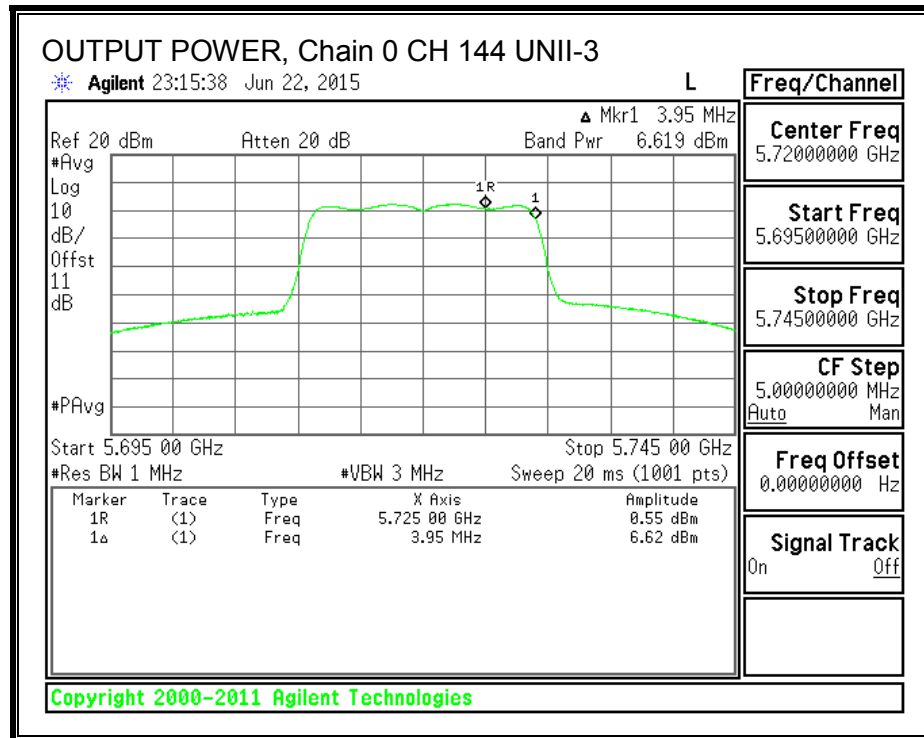 OUTPUT POWER, Chain 0 CH 144 UNII-3
Agilent 23:15:38 Jun 22, 2015 L
Freq/Channel
Δ Mkr1 3.95 MHz
Ref 20 dBm Atten 20 dB Band Pwr 6.619 dBm
#Avg
Log
10
dB/
Offst
11
dB
#PAvg
1R
1
Start 5.695 00 GHz Stop 5.745 00 GHz
#Res BW 1 MHz #VBW 3 MHz Sweep 20 ms (1001 pts)
Marker Trace Type X Axis Amplitude
1R (1) Freq 5.725 00 GHz 0.55 dBm
1Δ (1) Freq 3.95 MHz 6.62 dBm
Center Freq
5.72000000 GHz
Start Freq
5.69500000 GHz
Stop Freq
5.74500000 GHz
CF Step
5.00000000 MHz
Auto Man
Freq Offset
0.00000000 Hz
Signal Track
On Off
Copyright 2000-2011 Agilent Technologies